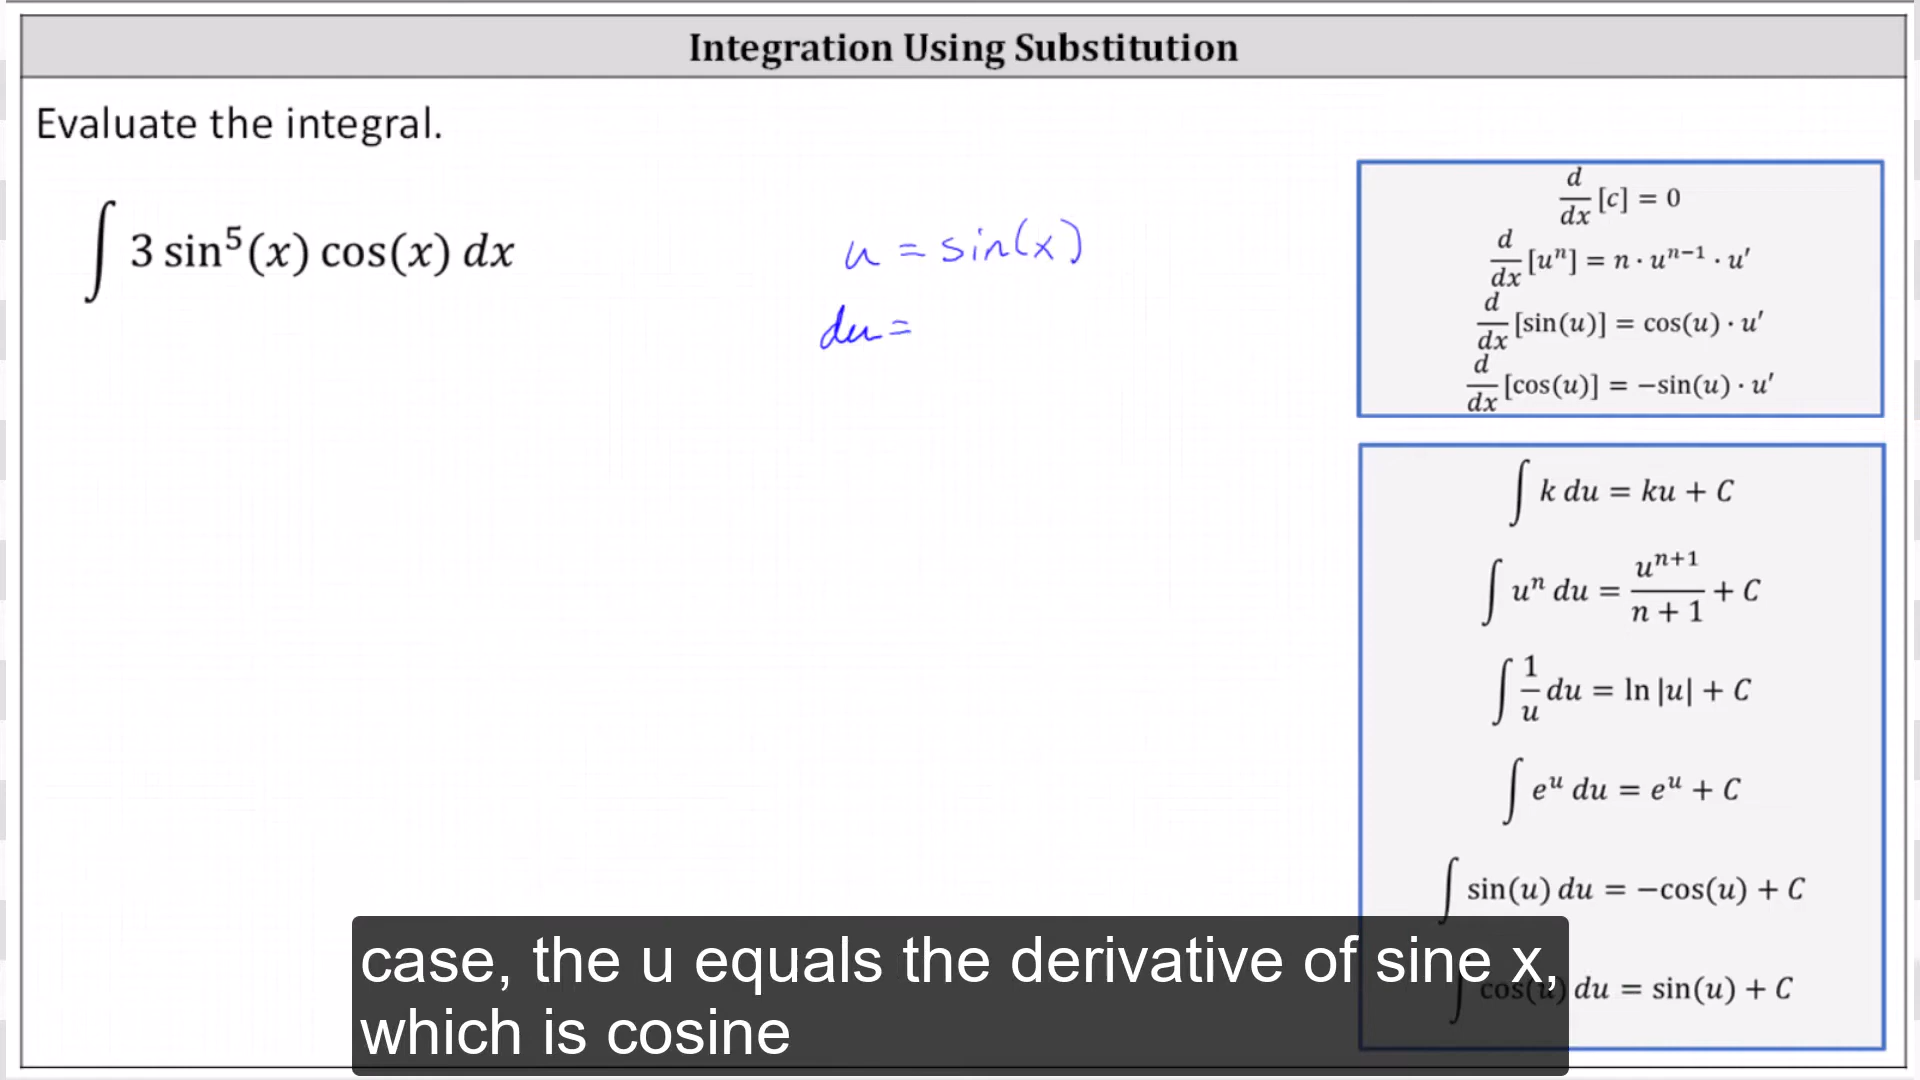 Integration Using Substitution
Evaluate the integral.
∫ 3 sin⁵(x) cos(x) dx
u = sin(x)
du =
d/dx [c] = 0
d/dx [uⁿ] = n · uⁿ⁻¹ · u′
d/dx [sin(u)] = cos(u) · u′
d/dx [cos(u)] = −sin(u) · u′
∫ k du = ku + C
∫ uⁿ du = uⁿ⁺¹/(n + 1) + C
∫ 1/u du = ln |u| + C
∫ eᵘ du = eᵘ + C
∫ sin(u) du = −cos(u) + C
∫ cos(u) du = sin(u) + C
case, the u equals the derivative of sine x,
which is cosine